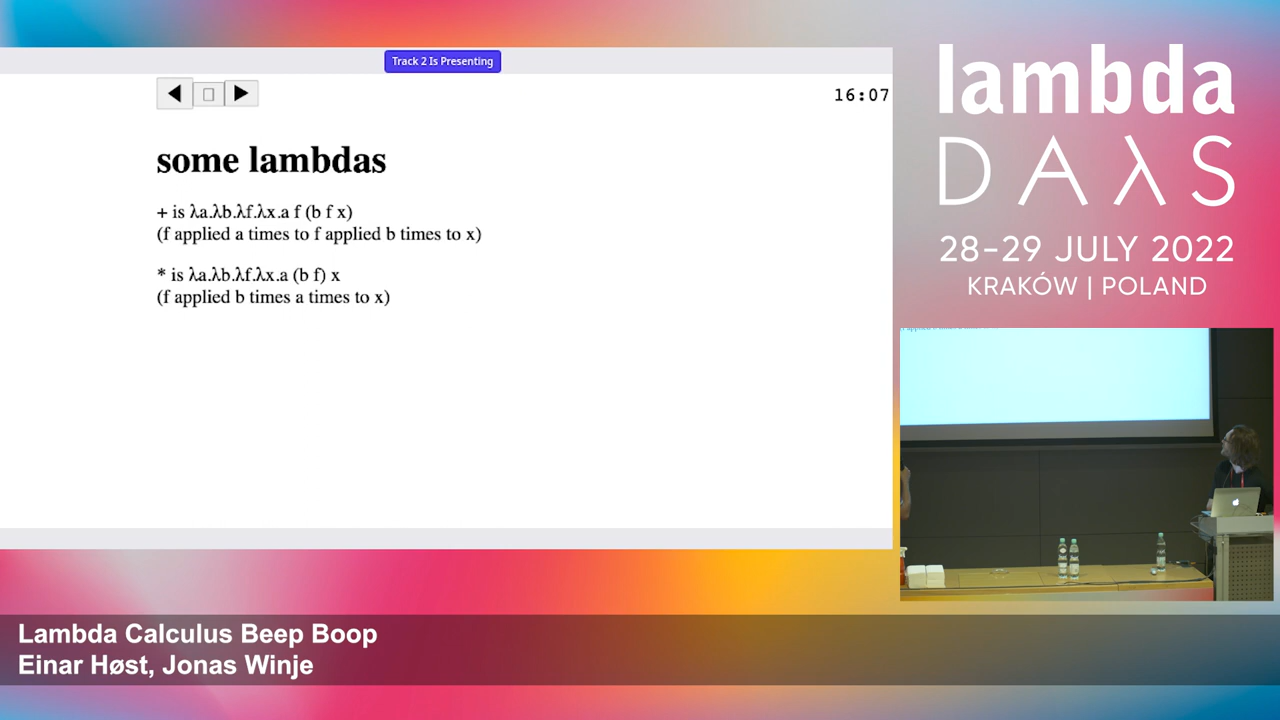 Track 2 Is Presenting
16:07
some lambdas
+ is λa.λb.λf.λx.a f (b f x)
(f applied a times to f applied b times to x)
* is λa.λb.λf.λx.a (b f) x
(f applied b times a times to x)
lambda
DAλS
28–29 JULY 2022
KRAKÓW | POLAND
Lambda Calculus Beep Boop
Einar Høst, Jonas Winje